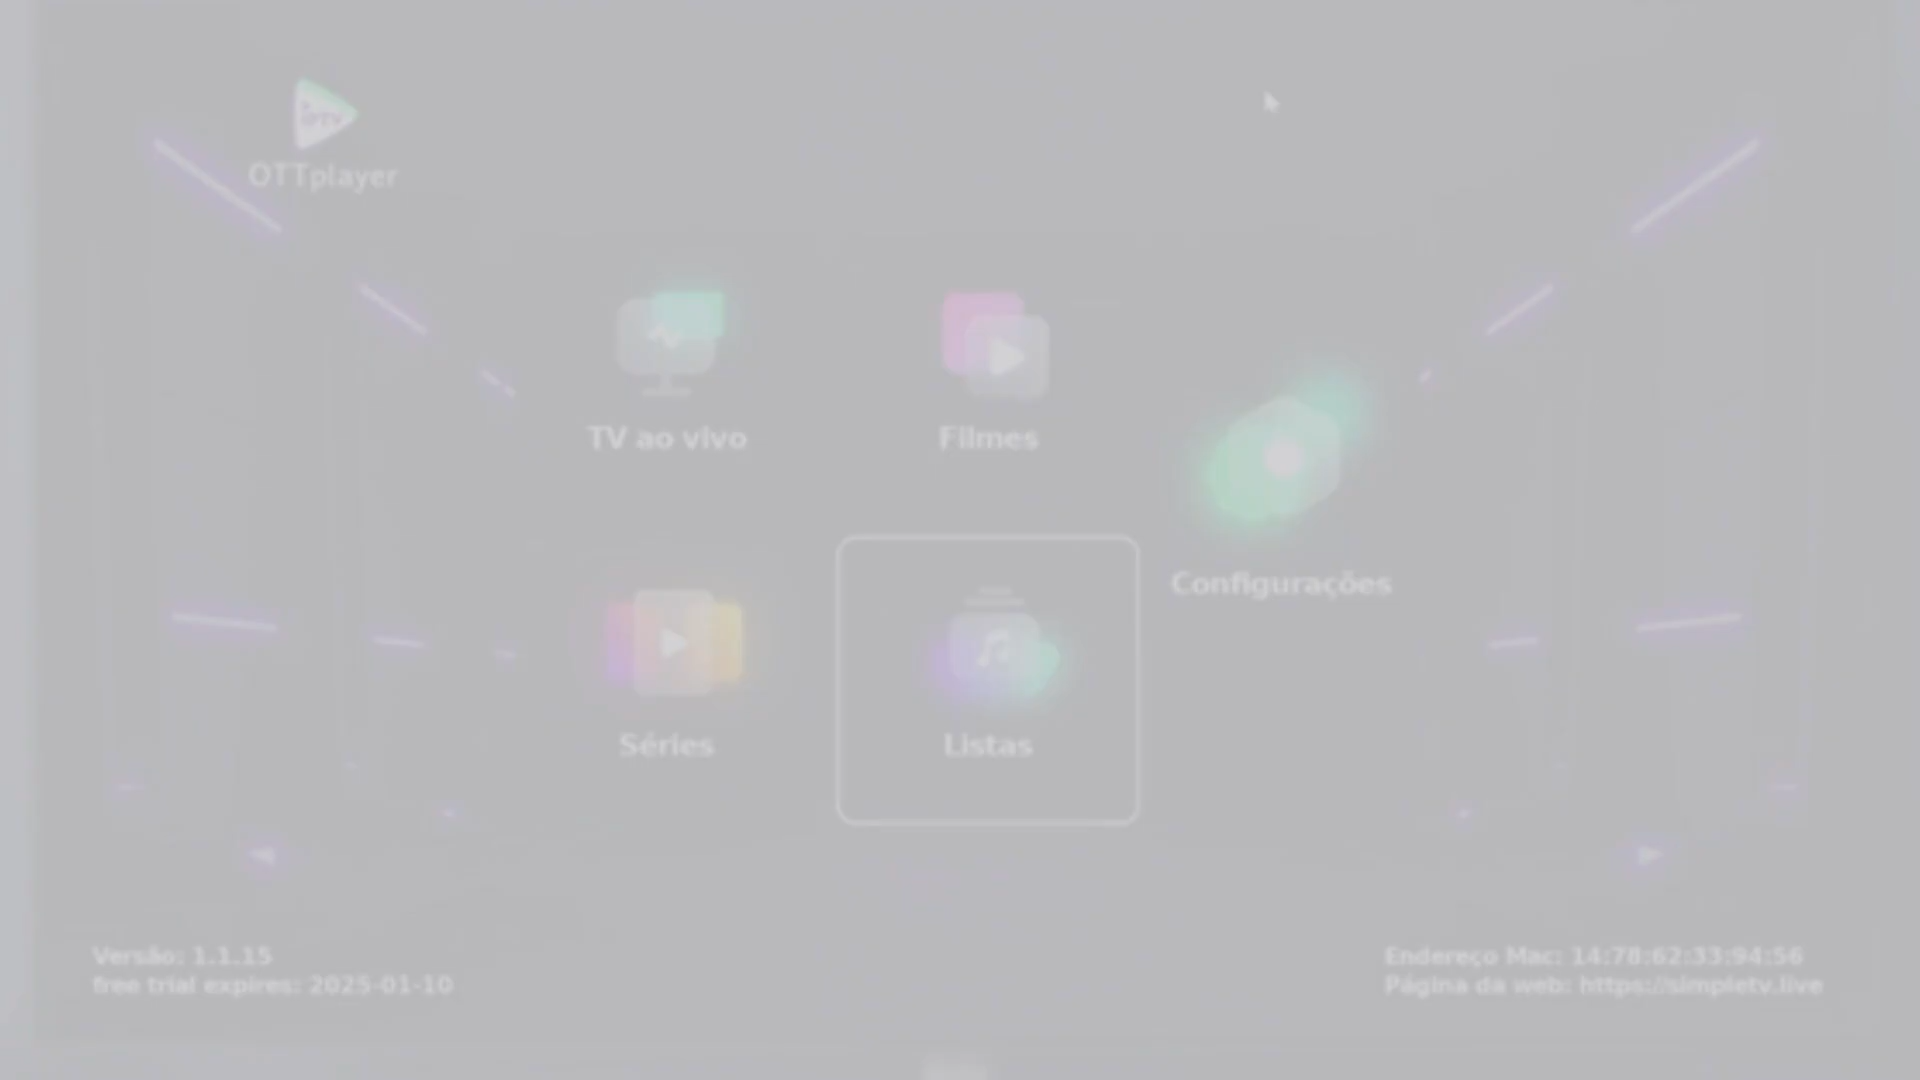 IPTV
OTTplayer
TV ao vivo
Filmes
Configurações
Séries
Listas
Versão: 1.1.15
free trial expires: 2025-01-10
Endereço Mac: 14:78:62:33:94:56
Página da web: https://simpletv.live